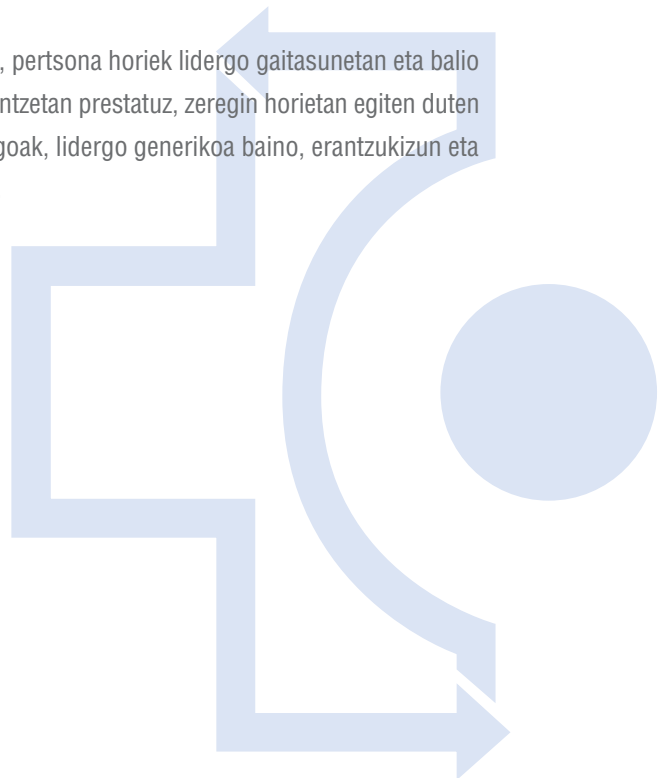 , pertsona horiek lidergo gaitasunetan eta balio
ntzetan prestatuz, zeregin horietan egiten duten
goak, lidergo generikoa baino, erantzukizun eta